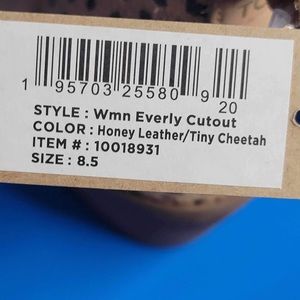 1 95703 25580 9 20
STYLE : Wmn Everly Cutout
COLOR : Honey Leather/Tiny Cheetah
ITEM # : 10018931
SIZE : 8.5